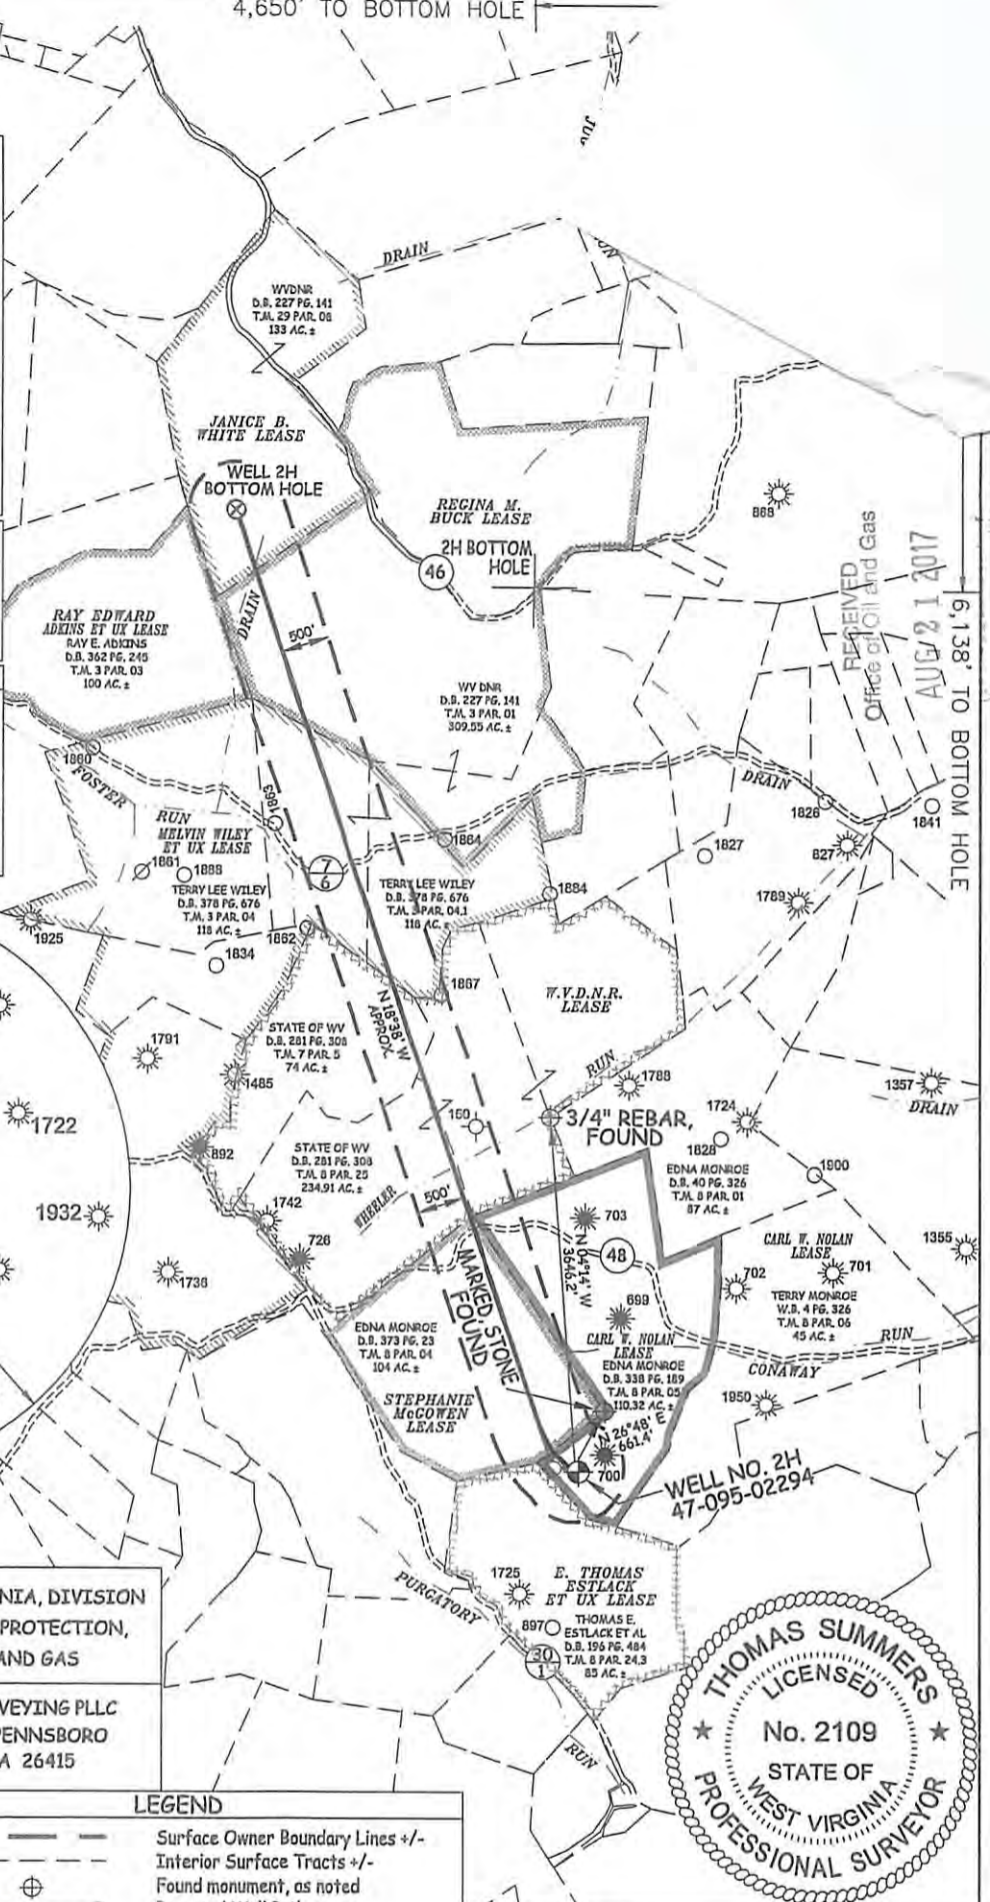 4,650' TO BOTTOM HOLE
DRAIN
WVDNR
D.B. 227 PG. 141
T.M. 29 PAR. 08
133 AC. ±
JANICE B.
WHITE LEASE
WELL 2H
BOTTOM HOLE
REGINA M.
BUCK LEASE
2H BOTTOM
HOLE
46
868
RECEIVED
Office of Oil and Gas
AUG 21 2017
6,138' TO BOTTOM HOLE
RAY EDWARD
ADKINS ET UX LEASE
RAY E. ADKINS
D.B. 362 PG. 245
T.M. 3 PAR. 03
100 AC. ±
DRAIN
500'
WV DNR
D.B. 227 PG. 141
T.M. 3 PAR. 01
309.55 AC. ±
1860
FOSTER
RUN
1863
MELVIN WILEY
ET UX LEASE
1861
1888
TERRY LEE WILEY
D.B. 378 PG. 676
T.M. 3 PAR. 04
118 AC. ±
7
6
1864
TERRY LEE WILEY
D.B. 378 PG. 676
T.M. 3 PAR. 04.1
118 AC. ±
DRAIN
1826
1841
1827
827
1789
1884
1925
1862
1834
1867
W.V.D.N.R.
LEASE
N 18°38' W
APPROX.
STATE OF WV
D.B. 281 PG. 308
T.M. 7 PAR. 5
74 AC. ±
1791
1485
RUN
1788
1357
DRAIN
1722
892
3/4" REBAR,
FOUND
1724
1828
1900
STATE OF WV
D.B. 281 PG. 308
T.M. 8 PAR. 25
234.91 AC. ±
WHEELER
500'
EDNA MONROE
D.B. 40 PG. 326
T.M. 8 PAR. 01
87 AC. ±
1932
1742
726
1736
703
N 04°14' W
3646.2'
48
CARL W. NOLAN
LEASE
701
702
1355
TERRY MONROE
W.B. 4 PG. 326
T.M. 8 PAR. 06
45 AC. ±
MARKED, STONE
FOUND
699
EDNA MONROE
D.B. 373 PG. 23
T.M. 8 PAR. 04
104 AC. ±
CARL W. NOLAN
LEASE
EDNA MONROE
D.B. 338 PG. 189
T.M. 8 PAR. 05
110.32 AC. ±
RUN
CONAWAY
1950
STEPHANIE
McGOWEN
LEASE
N 26°48' E
661.4'
700
WELL NO. 2H
47-095-02294
PURGATORY
1725
E. THOMAS
ESTLACK
ET UX LEASE
897
THOMAS E.
ESTLACK ET AL
D.B. 196 PG. 484
T.M. 8 PAR. 24.3
85 AC. ±
30
1
RUN
NIA, DIVISION
PROTECTION,
AND GAS
VEYING PLLC
PENNSBORO
A 26415
THOMAS SUMMERS
LICENSED
No. 2109
STATE OF
WEST VIRGINIA
PROFESSIONAL SURVEYOR
LEGEND
Surface Owner Boundary Lines +/-
Interior Surface Tracts +/-
Found monument, as noted